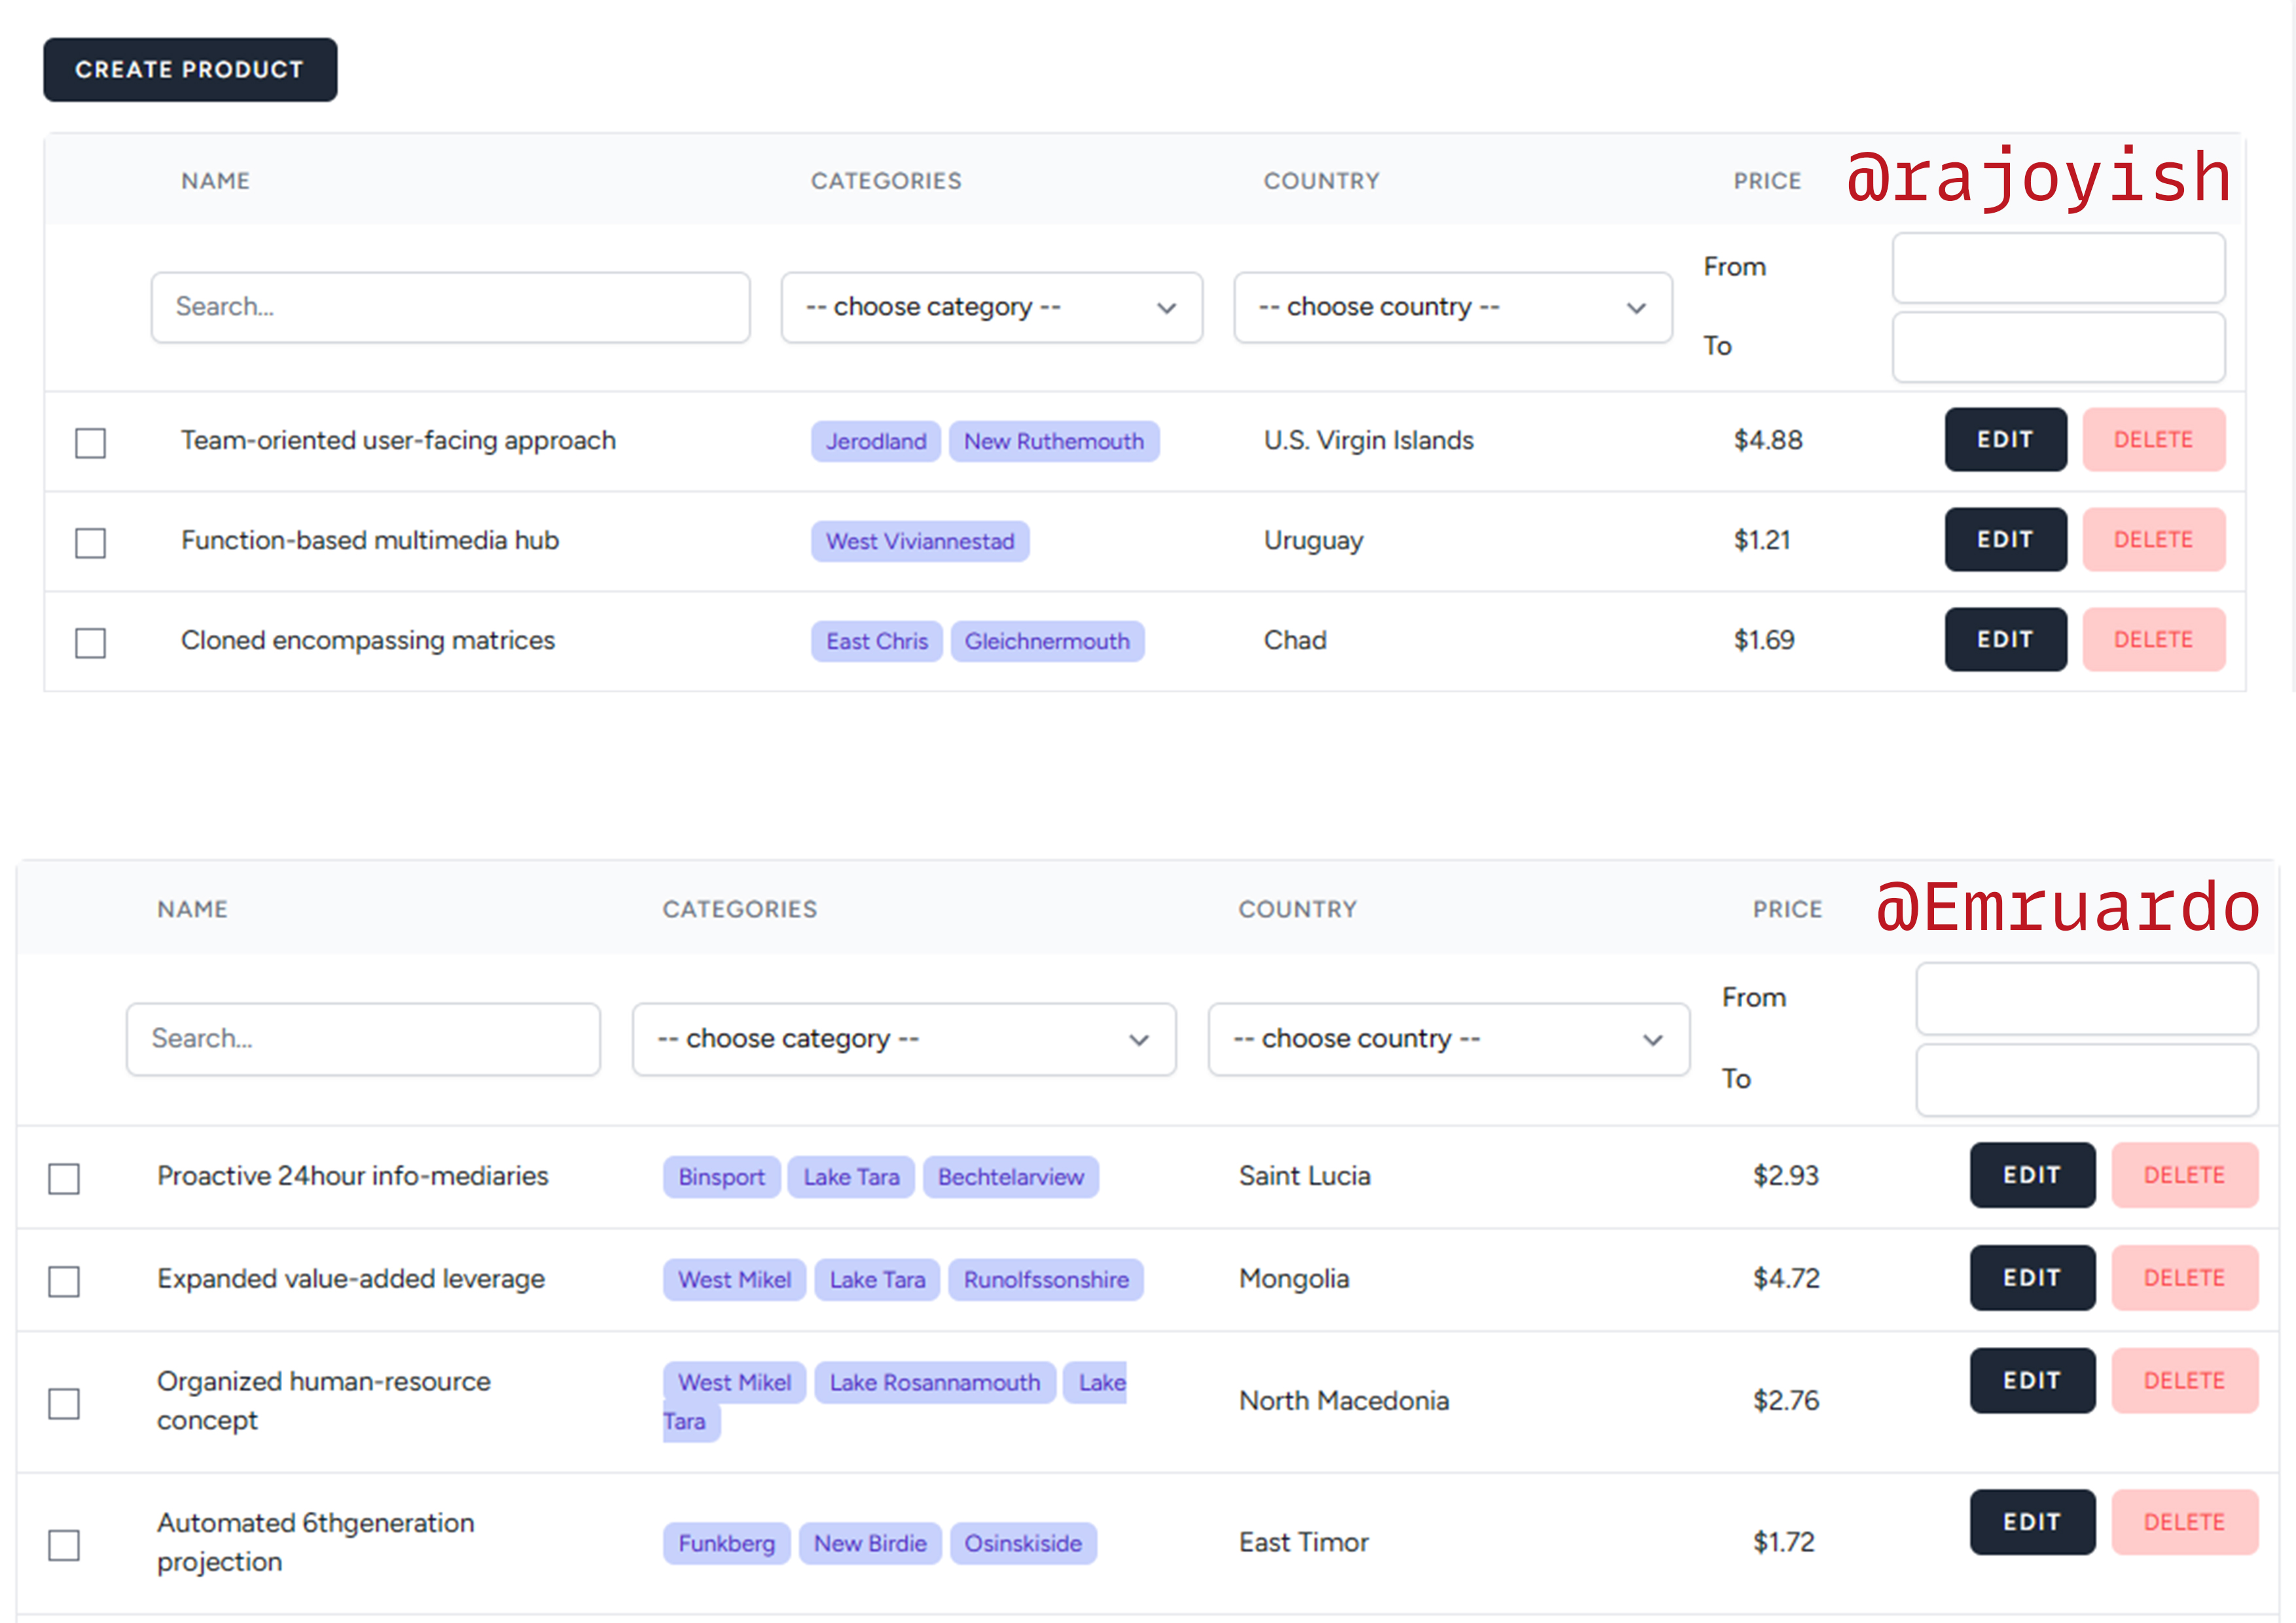 CREATE PRODUCT
NAME CATEGORIES COUNTRY PRICE @rajoyish
From
Search... -- choose category -- -- choose country --
To
Team-oriented user-facing approach Jerodland New Ruthemouth U.S. Virgin Islands $4.88 EDIT DELETE
Function-based multimedia hub West Viviannestad Uruguay $1.21 EDIT DELETE
Cloned encompassing matrices East Chris Gleichnermouth Chad $1.69 EDIT DELETE
NAME CATEGORIES COUNTRY PRICE @Emruardo
From
Search... -- choose category -- -- choose country --
To
Proactive 24hour info-mediaries Binsport Lake Tara Bechtelarview Saint Lucia $2.93 EDIT DELETE
Expanded value-added leverage West Mikel Lake Tara Runolfssonshire Mongolia $4.72 EDIT DELETE
Organized human-resource
concept
West Mikel Lake Rosannamouth Lake
Tara
North Macedonia $2.76 EDIT DELETE
Automated 6thgeneration
projection
Funkberg New Birdie Osinskiside East Timor $1.72 EDIT DELETE